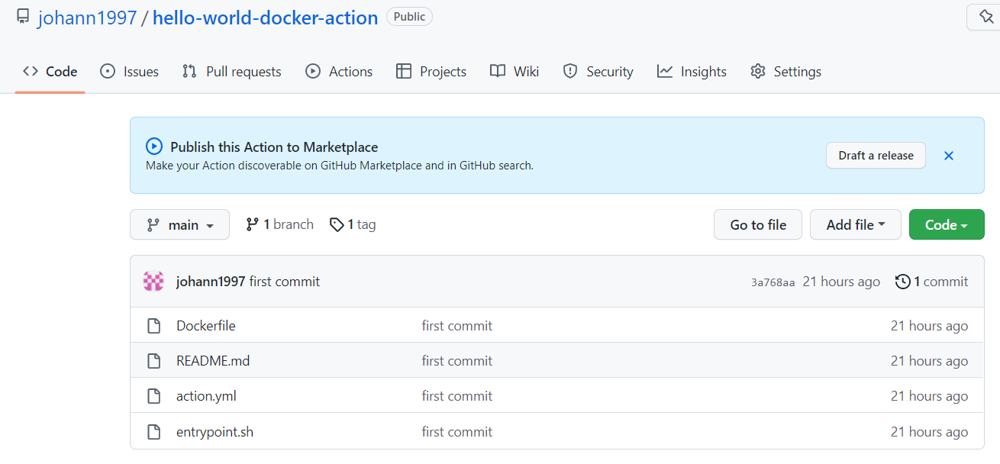 johann1997 / hello-world-docker-action Public
Code Issues Pull requests Actions Projects Wiki Security Insights Settings
Publish this Action to Marketplace
Make your Action discoverable on GitHub Marketplace and in GitHub search.
Draft a release
main 1 branch 1 tag Go to file Add file Code
johann1997 first commit 3a768aa 21 hours ago 1 commit
Dockerfile first commit 21 hours ago
README.md first commit 21 hours ago
action.yml first commit 21 hours ago
entrypoint.sh first commit 21 hours ago